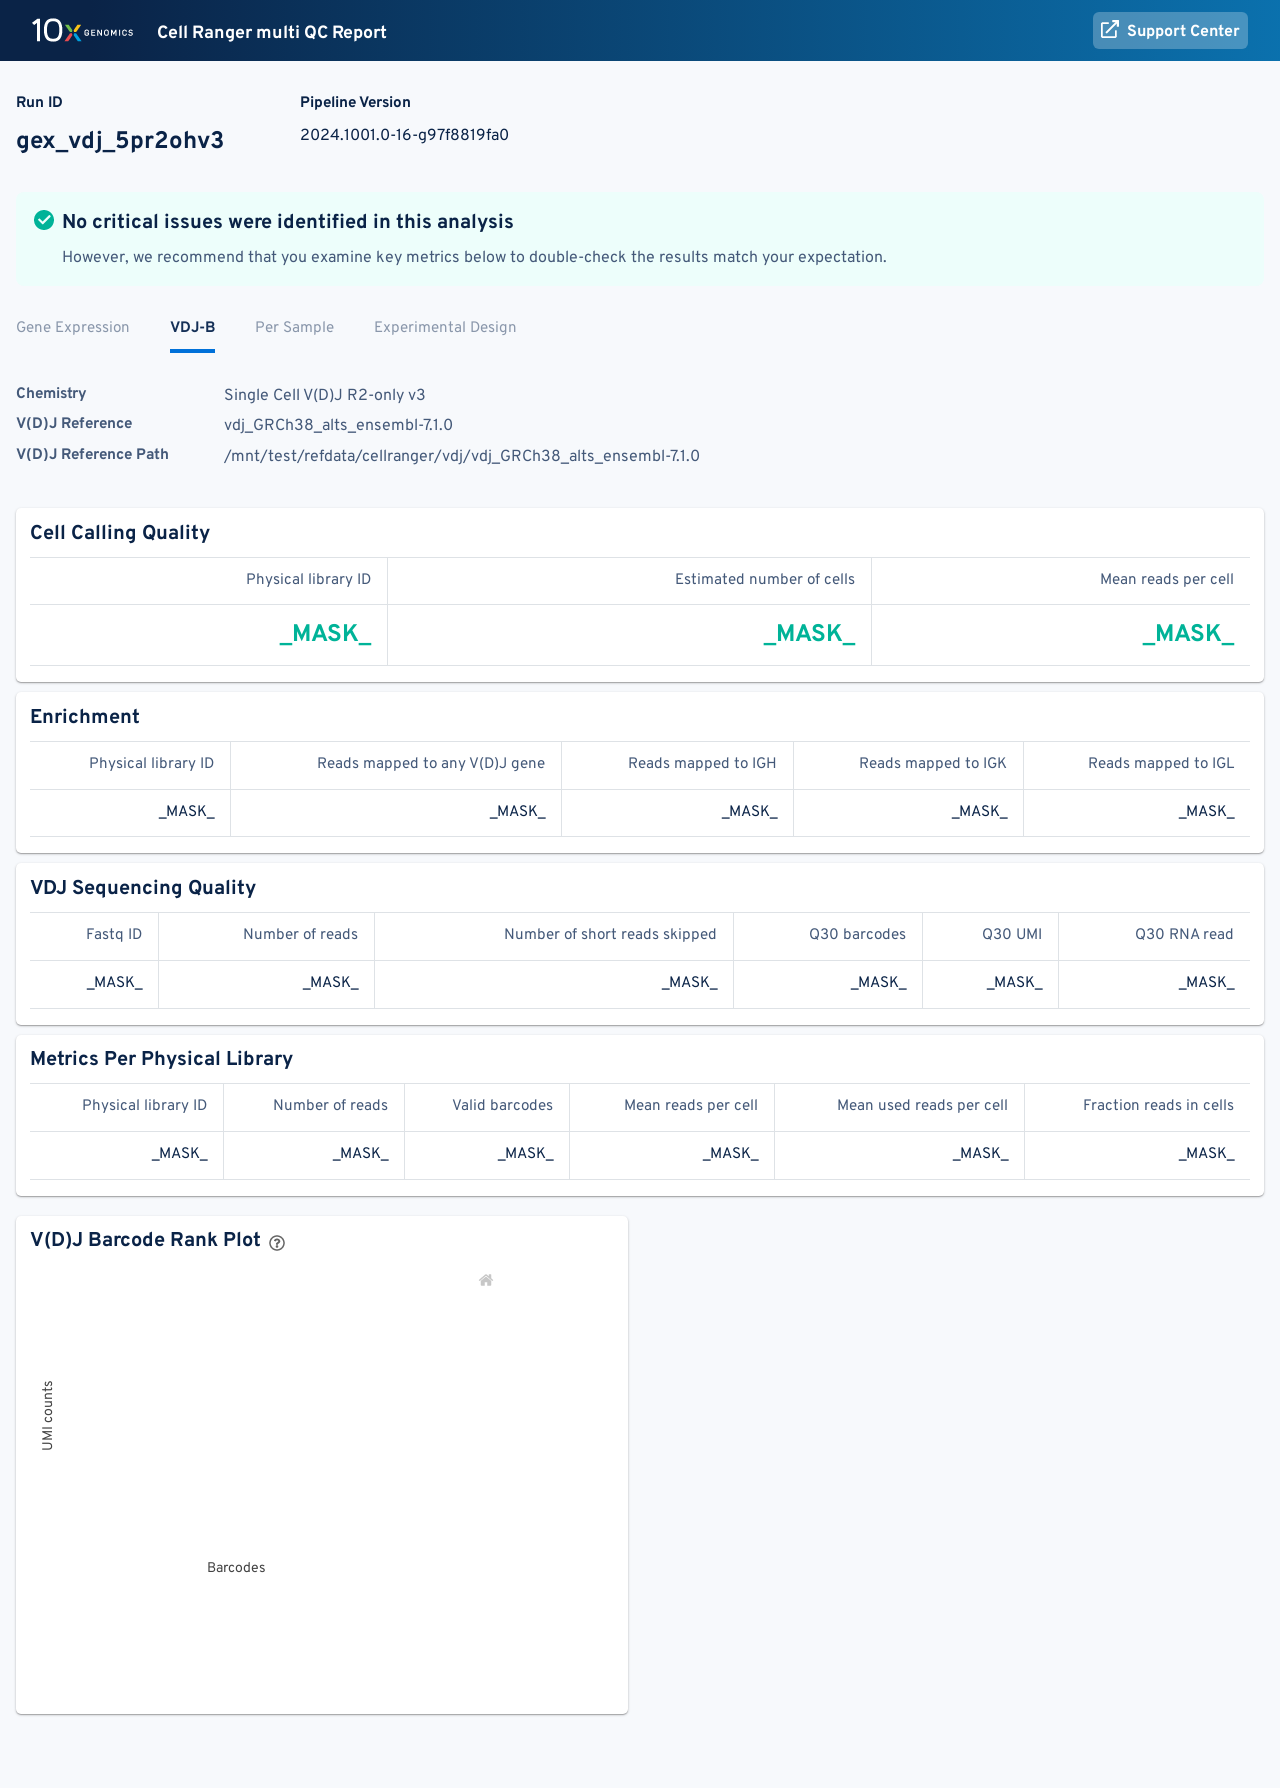 10x GENOMICS Cell Ranger multi QC Report Support Center
Run ID Pipeline Version
gex_vdj_5pr2ohv3 2024.1001.0-16-g97f8819fa0
No critical issues were identified in this analysis
However, we recommend that you examine key metrics below to double-check the results match your expectation.
Gene Expression VDJ-B Per Sample Experimental Design
Chemistry Single Cell V(D)J R2-only v3
V(D)J Reference vdj_GRCh38_alts_ensembl-7.1.0
V(D)J Reference Path /mnt/test/refdata/cellranger/vdj/vdj_GRCh38_alts_ensembl-7.1.0
Cell Calling Quality
Physical library ID Estimated number of cells Mean reads per cell
_MASK_ _MASK_ _MASK_
Enrichment
Physical library ID Reads mapped to any V(D)J gene Reads mapped to IGH Reads mapped to IGK Reads mapped to IGL
_MASK_ _MASK_ _MASK_ _MASK_ _MASK_
VDJ Sequencing Quality
Fastq ID Number of reads Number of short reads skipped Q30 barcodes Q30 UMI Q30 RNA read
_MASK_ _MASK_ _MASK_ _MASK_ _MASK_ _MASK_
Metrics Per Physical Library
Physical library ID Number of reads Valid barcodes Mean reads per cell Mean used reads per cell Fraction reads in cells
_MASK_ _MASK_ _MASK_ _MASK_ _MASK_ _MASK_
V(D)J Barcode Rank Plot
UMI counts
Barcodes